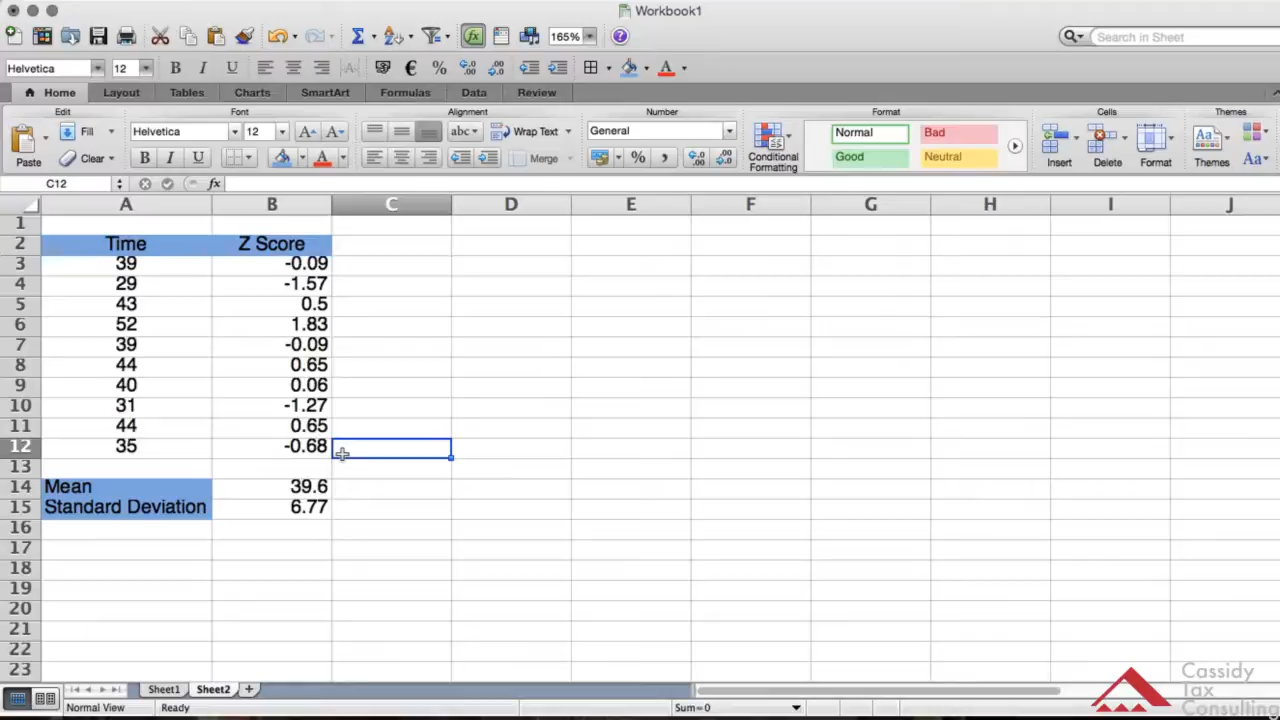 Workbook1
165%
Search in Sheet
Helvetica 12
Home Layout Tables Charts SmartArt Formulas Data Review
Edit Font Alignment Number Format Cells Themes
Fill Helvetica 12 abc Wrap Text General Normal Bad
Paste Clear Merge Conditional Formatting Good Neutral Insert Delete Format Themes Aa
C12 fx
A B C D E F G H I J
1
2 Time Z Score
3 39 -0.09
4 29 -1.57
5 43 0.5
6 52 1.83
7 39 -0.09
8 44 0.65
9 40 0.06
10 31 -1.27
11 44 0.65
12 35 -0.68
13
14 Mean 39.6
15 Standard Deviation 6.77
16
17
18
19
20
21
22
23
Sheet1 Sheet2
Normal View Ready Sum=0
Cassidy
Tax
Consulting